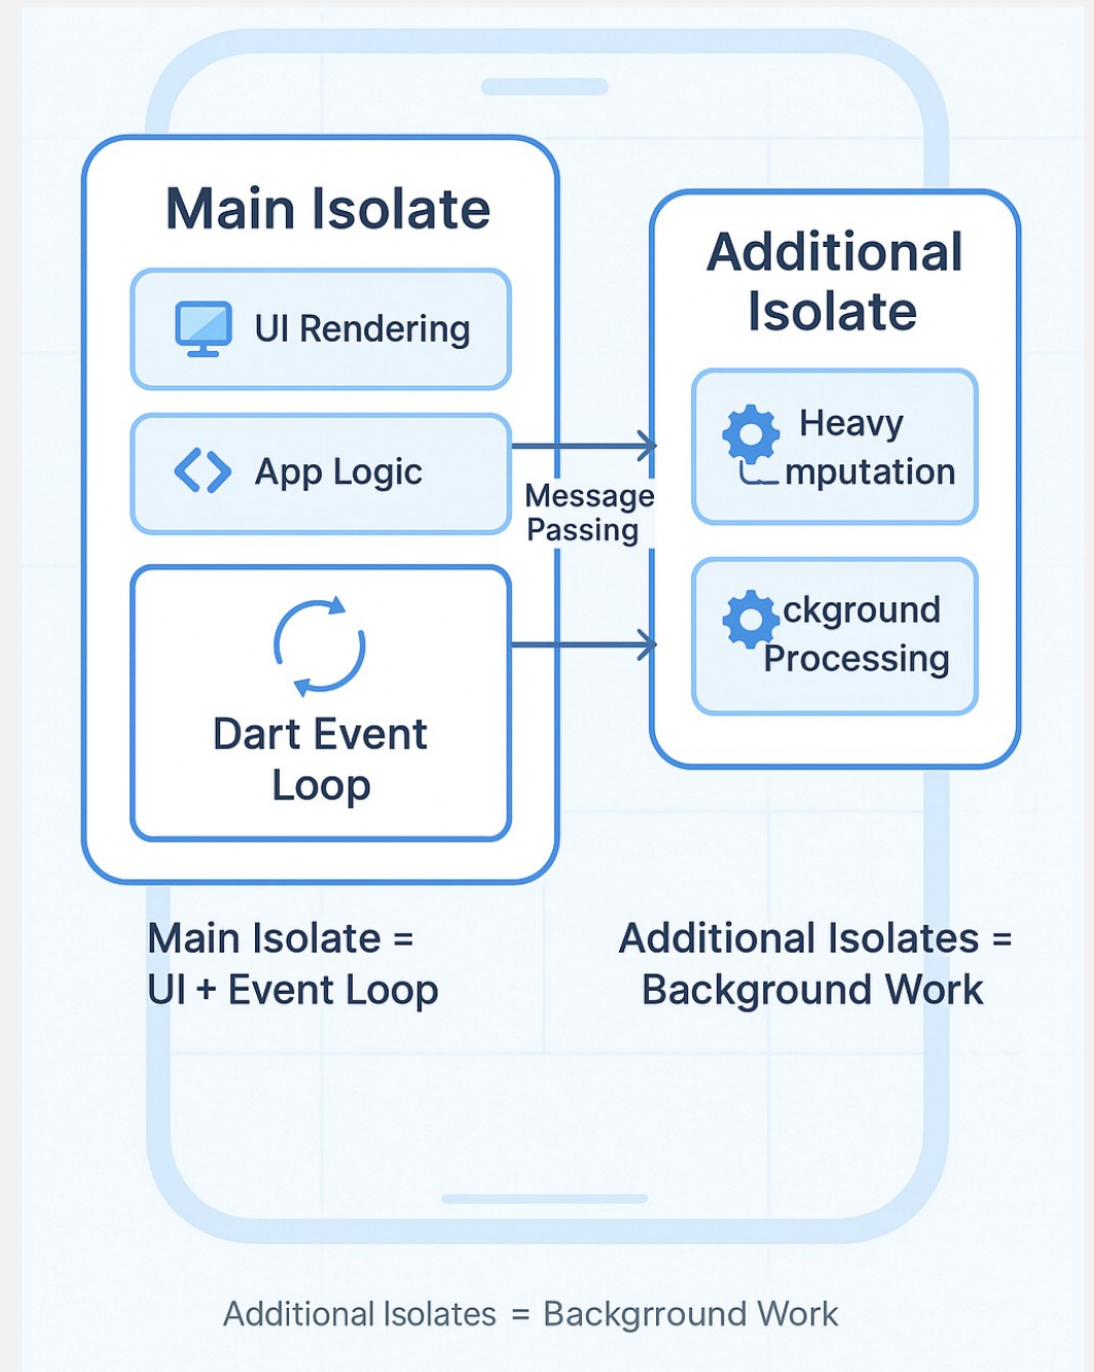 Main Isolate
UI Rendering
App Logic
Dart Event
Loop
Message
Passing
Additional
Isolate
Heavy
mputation
ckground
Processing
Main Isolate =
UI + Event Loop
Additional Isolates =
Background Work
Additional Isolates = Backgrround Work